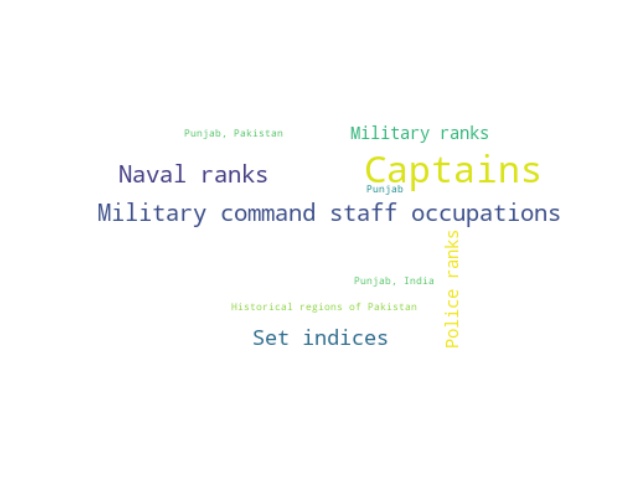 Punjab, Pakistan
Military ranks
Captains
Naval ranks
Punjab
Military command staff occupations
Police ranks
Punjab, India
Historical regions of Pakistan
Set indices